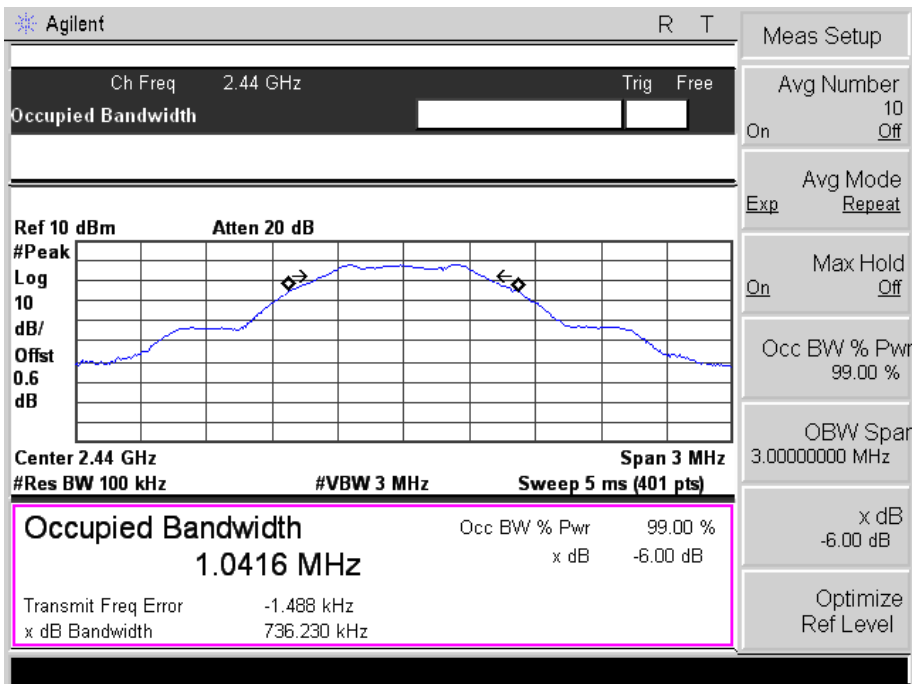 Agilent R T
Ch Freq 2.44 GHz Trig Free
Occupied Bandwidth
Ref 10 dBm Atten 20 dB
#Peak
Log
10
dB/
Offst
0.6
dB
Center 2.44 GHz Span 3 MHz
#Res BW 100 kHz #VBW 3 MHz Sweep 5 ms (401 pts)
Occupied Bandwidth Occ BW % Pwr 99.00 %
1.0416 MHz x dB -6.00 dB
Transmit Freq Error -1.488 kHz
x dB Bandwidth 736.230 kHz
Meas Setup
Avg Number
10
On Off
Avg Mode
Exp Repeat
Max Hold
On Off
Occ BW % Pwr
99.00 %
OBW Spar
3.00000000 MHz
x dB
-6.00 dB
Optimize
Ref Level